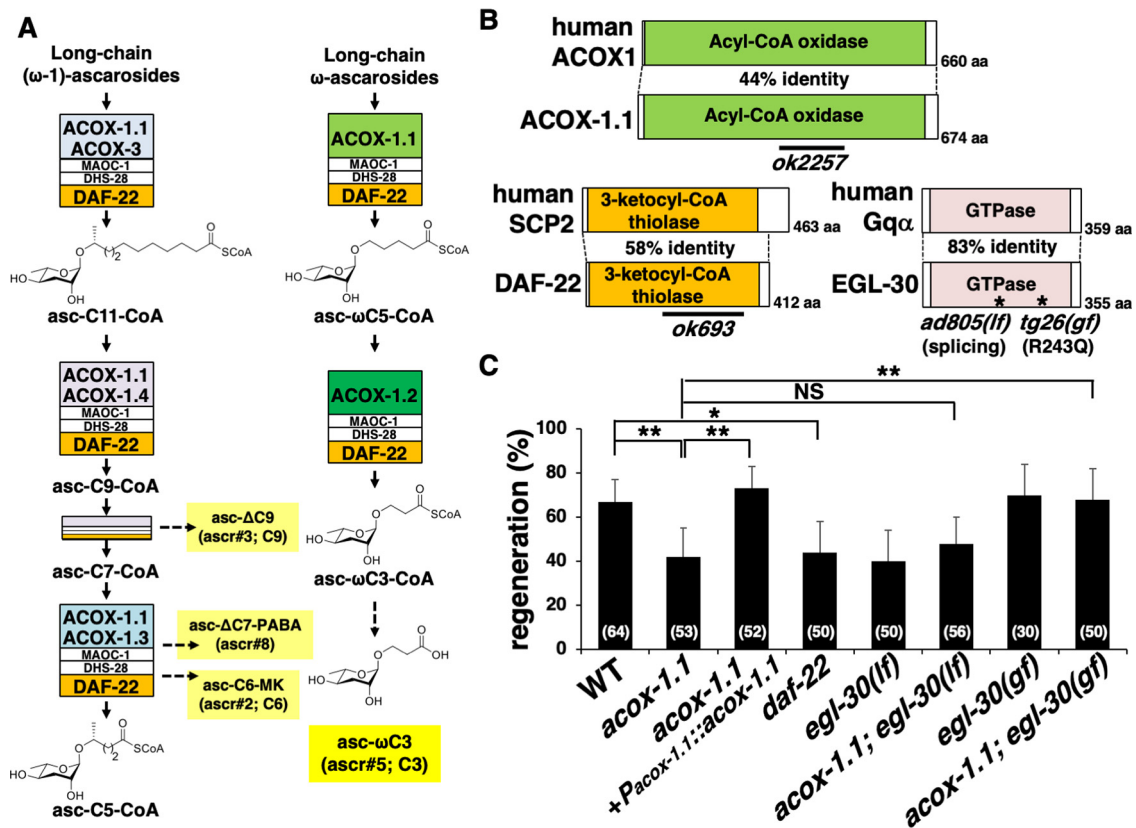 A
Long-chain
(ω-1)-ascarosides
ACOX-1.1
ACOX-3
MAOC-1
DHS-28
DAF-22
O
O
SCoA
2
O
HO
OH
asc-C11-CoA
ACOX-1.1
ACOX-1.4
MAOC-1
DHS-28
DAF-22
asc-C9-CoA
asc-ΔC9
(ascr#3; C9)
asc-C7-CoA
ACOX-1.1
ACOX-1.3
MAOC-1
DHS-28
DAF-22
asc-ΔC7-PABA
(ascr#8)
asc-C6-MK
(ascr#2; C6)
O
O
SCoA
2
O
HO
OH
asc-C5-CoA
Long-chain
ω-ascarosides
ACOX-1.1
MAOC-1
DHS-28
DAF-22
O
O
SCoA
O
HO
OH
asc-ωC5-CoA
ACOX-1.2
MAOC-1
DHS-28
DAF-22
O
O
SCoA
O
HO
OH
asc-ωC3-CoA
O
O
OH
O
HO
OH
asc-ωC3
(ascr#5; C3)
B
human
ACOX1
Acyl-CoA oxidase
660 aa
44% identity
ACOX-1.1
Acyl-CoA oxidase
674 aa
ok2257
human
SCP2
3-ketocyl-CoA
thiolase
463 aa
58% identity
DAF-22
3-ketocyl-CoA
thiolase
412 aa
ok693
human
Gqα
GTPase
359 aa
83% identity
EGL-30
GTPase
* *
355 aa
ad805(lf)
(splicing)
tg26(gf)
(R243Q)
C
**
NS
*
** **
regeneration (%)
100
80
60
40
20
0
(64) (53) (52) (50) (50) (56) (30) (50)
WT
acox-1.1
acox-1.1
+Pacox-1.1::acox-1.1
daf-22
egl-30(lf)
acox-1.1; egl-30(lf)
egl-30(gf)
acox-1.1; egl-30(gf)